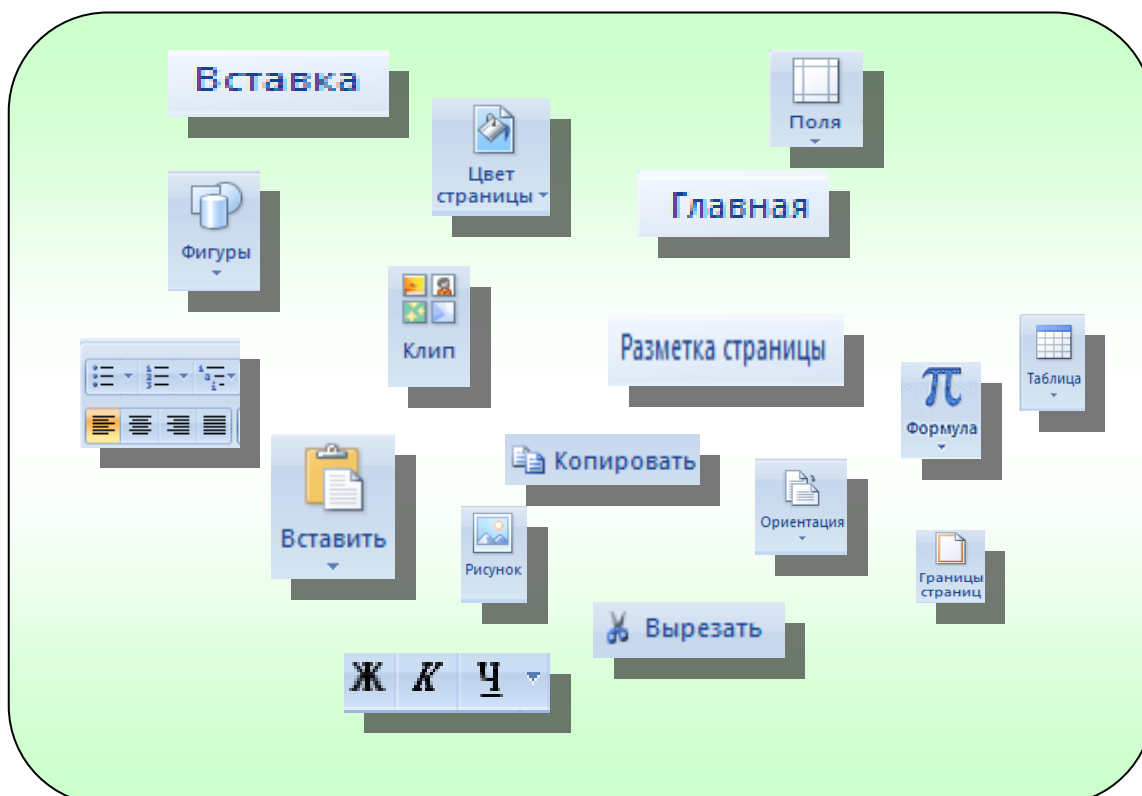 Вставка
Поля
Цвет
страницы
Главная
Фигуры
Клип
Разметка страницы
Таблица
Формула
Копировать
Вставить
Ориентация
Рисунок
Границы
страниц
Вырезать
Ж К Ч